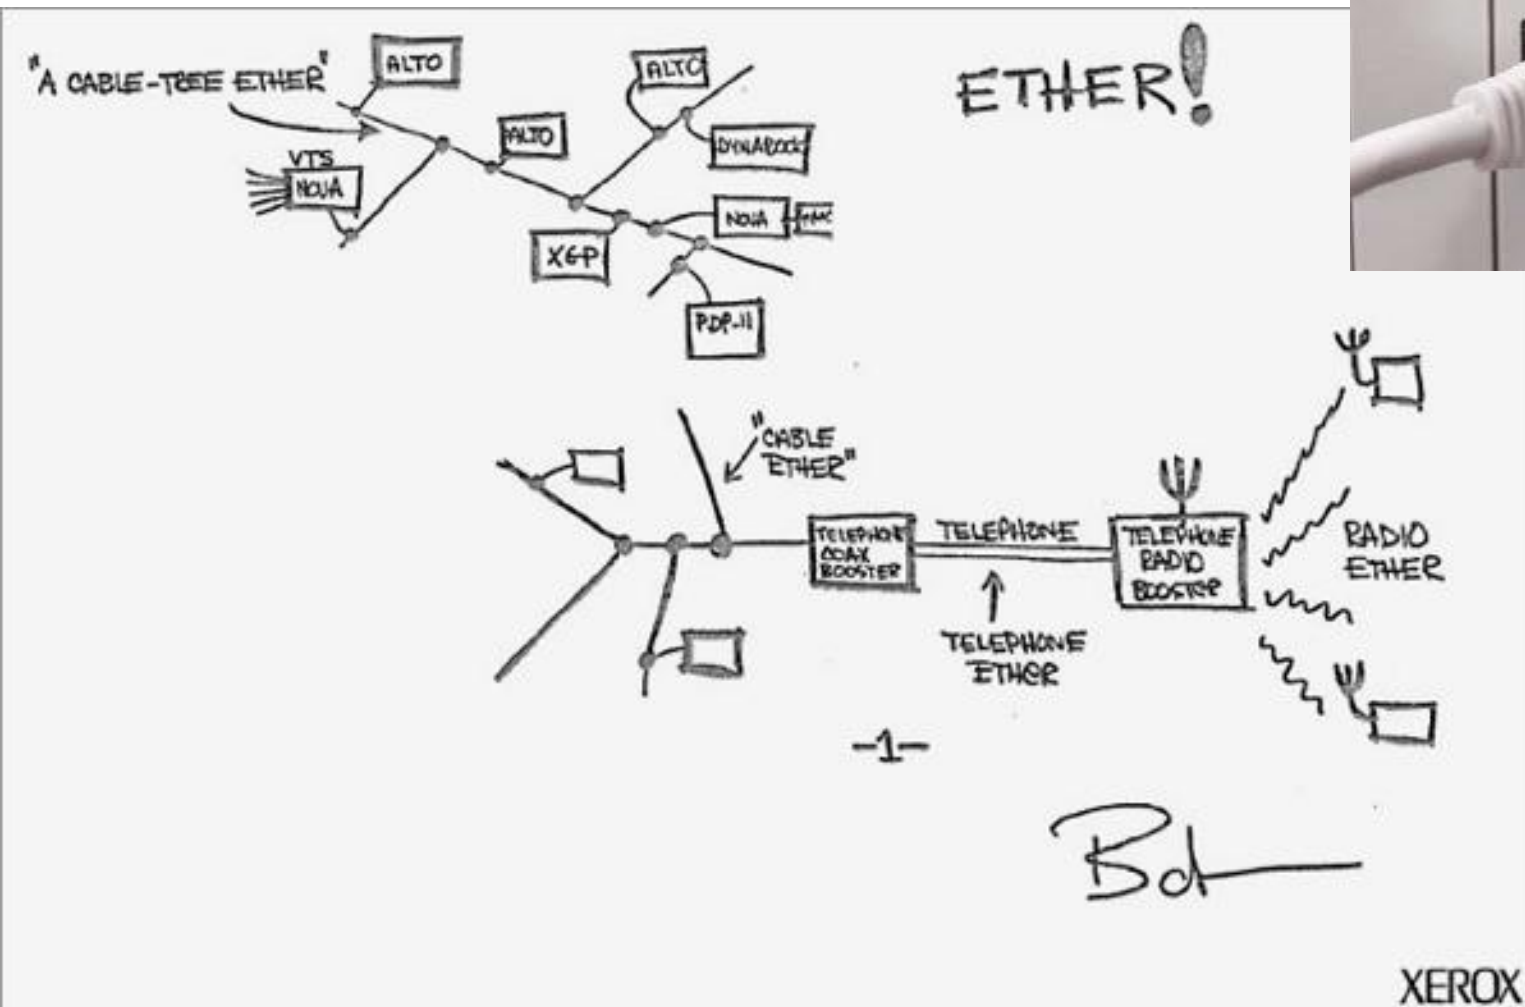 "A CABLE-TREE ETHER"
ALTO
ALTO
ETHER!
ALTO
DYNABOOK
VTS
NOVA
NOVA
XGP
PDP-11
"CABLE
ETHER"
TELEPHONE
COAX
BOOSTER
TELEPHONE
TELEPHONE
RADIO
BOOSTER
RADIO
ETHER
TELEPHONE
ETHER
-1-
XEROX